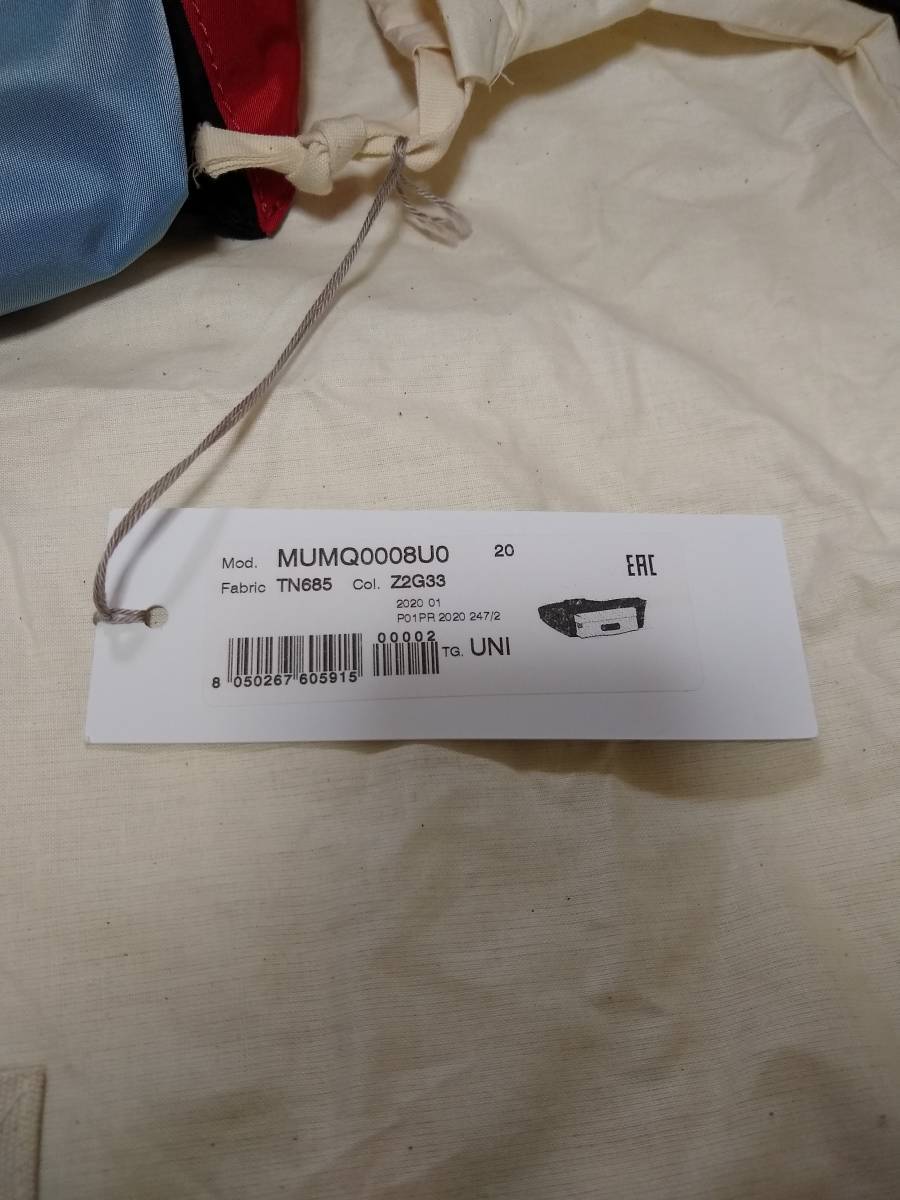 Mod. MUMQ0008U0 20
EAC
Fabric TN685 Col. Z2G33
2020 01
P01PR 2020 247/2
00002
TG. UNI
8 050267 605915